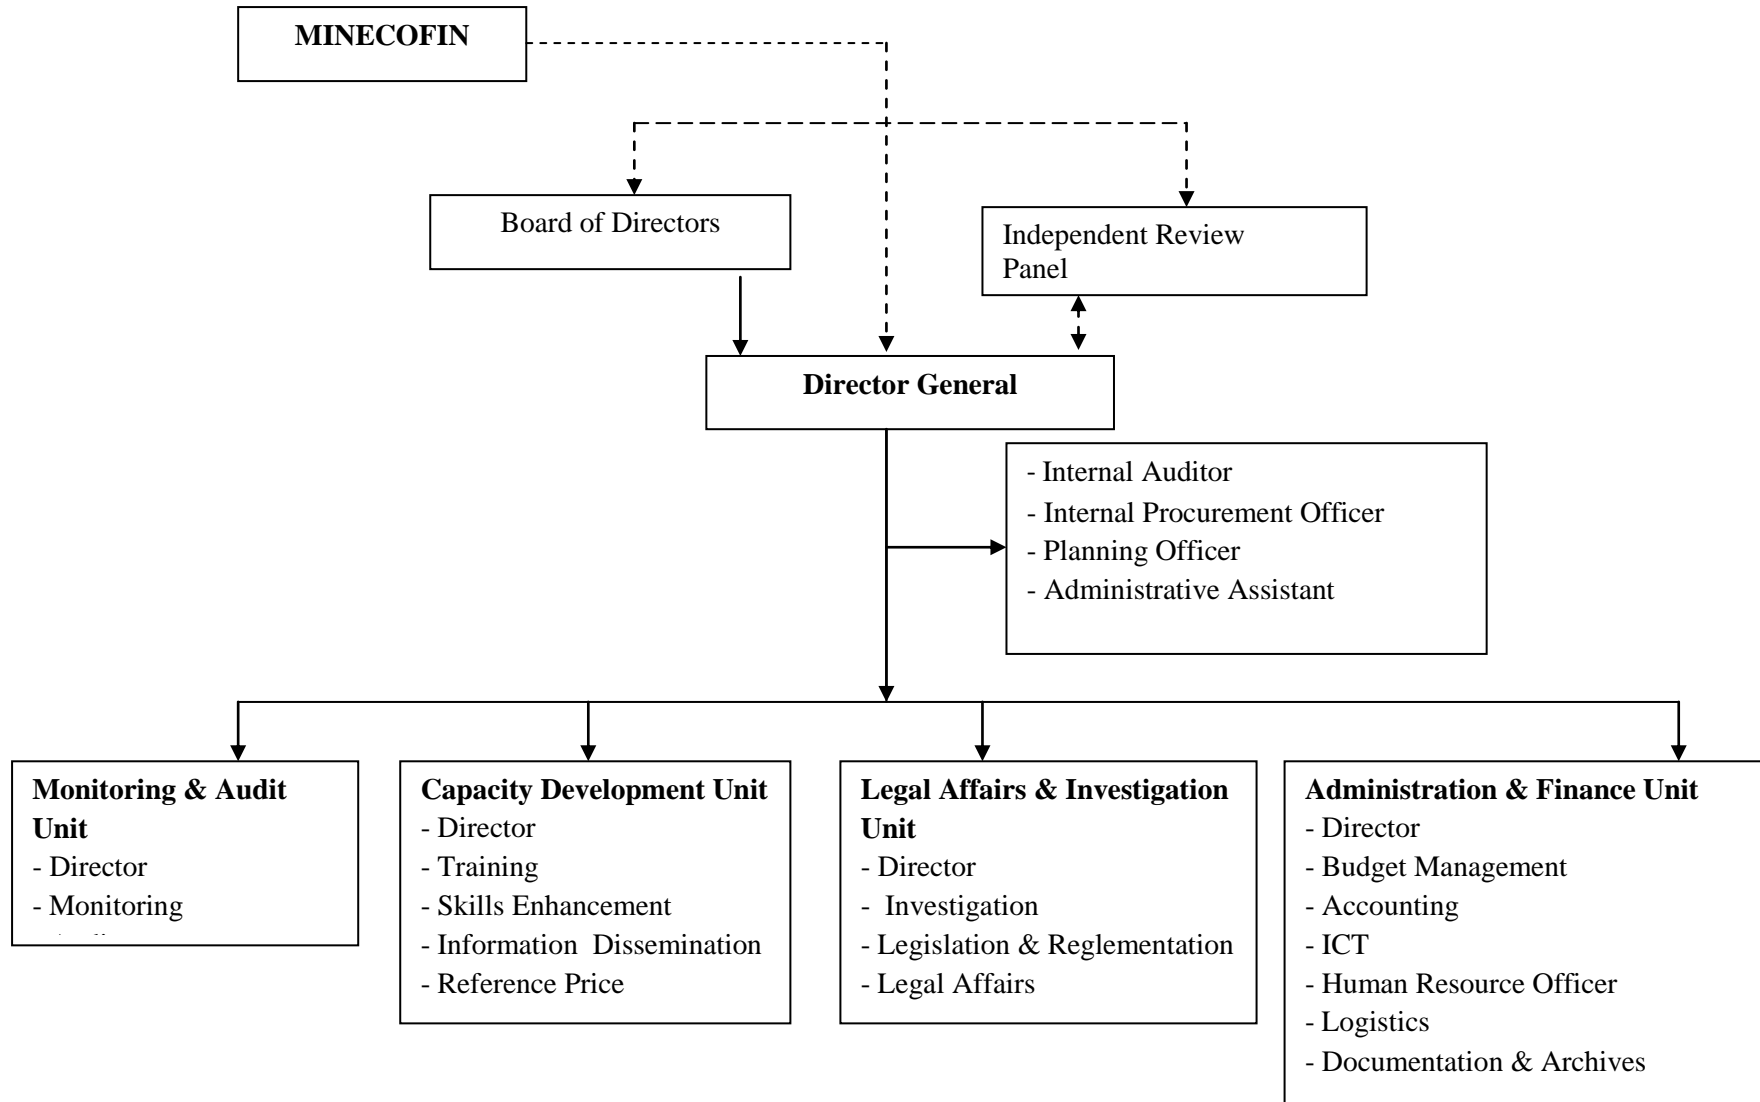 MINECOFIN
Board of Directors
Independent Review
Panel
Director General
- Internal Auditor
- Internal Procurement Officer
- Planning Officer
- Administrative Assistant
Monitoring & Audit
Unit
- Director
- Monitoring
Capacity Development Unit
- Director
- Training
- Skills Enhancement
- Information  Dissemination
- Reference Price
Legal Affairs & Investigation
Unit
- Director
-  Investigation
- Legislation & Reglementation
- Legal Affairs
Administration & Finance Unit
- Director
- Budget Management
- Accounting
- ICT
- Human Resource Officer
- Logistics
- Documentation & Archives